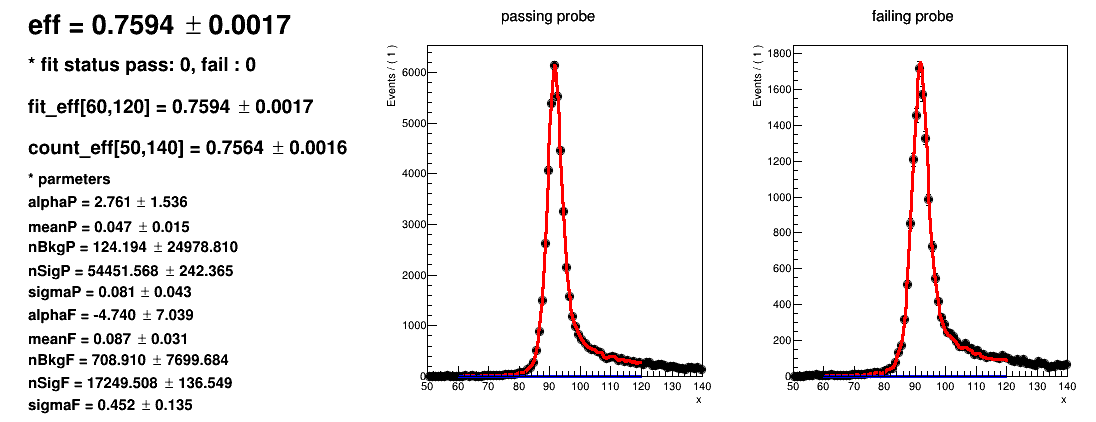 eff = 0.7594 ± 0.0017
* fit status pass: 0, fail : 0
fit_eff[60,120] = 0.7594 ± 0.0017
count_eff[50,140] = 0.7564 ± 0.0016
* parmeters
alphaP = 2.761 ± 1.536
meanP = 0.047 ± 0.015
nBkgP = 124.194 ± 24978.810
nSigP = 54451.568 ± 242.365
sigmaP = 0.081 ± 0.043
alphaF = -4.740 ± 7.039
meanF = 0.087 ± 0.031
nBkgF = 708.910 ± 7699.684
nSigF = 17249.508 ± 136.549
sigmaF = 0.452 ± 0.135
passing probe
Events / ( 1 )
6000
5000
4000
3000
2000
1000
0
50 60 70 80 90 100 110 120 130 140
x
failing probe
Events / ( 1 )
1800
1600
1400
1200
1000
800
600
400
200
0
50 60 70 80 90 100 110 120 130 140
x